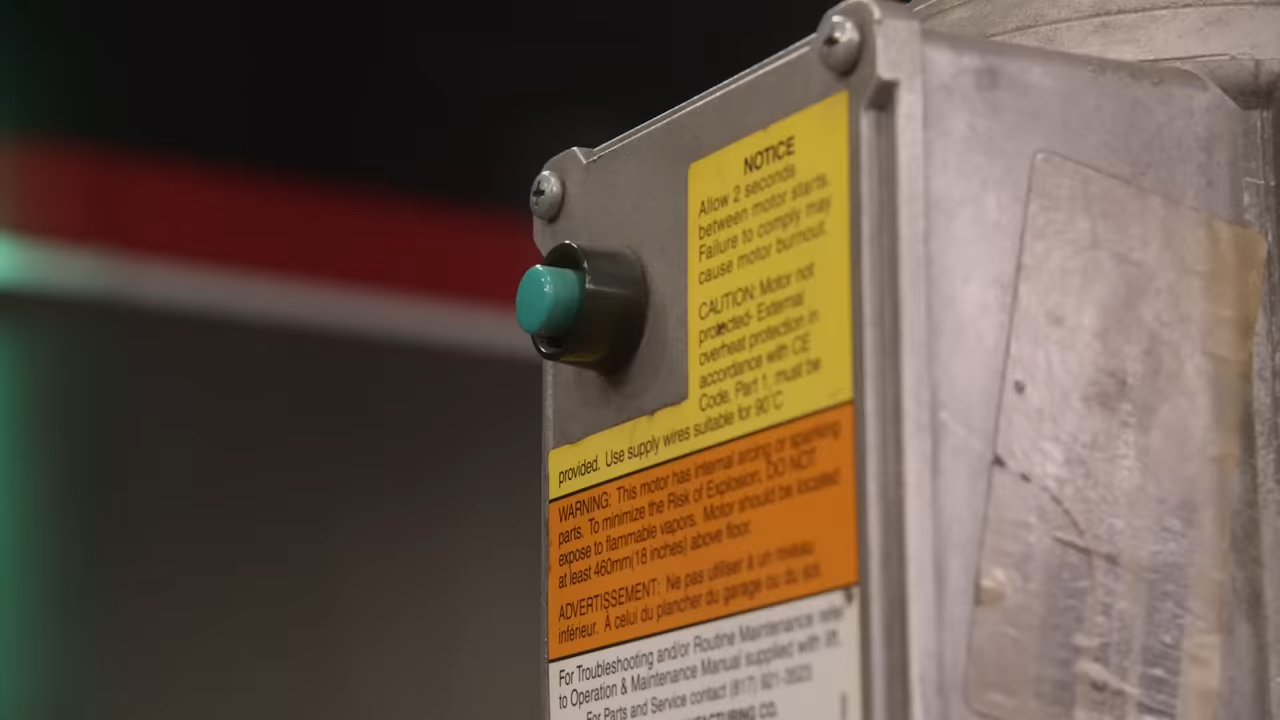 NOTICE
Allow 2 seconds
between motor starts.
Failure to comply may
cause motor burnout.
CAUTION: Motor not
protected- External
overheat protection in
accordance with CE
Code, Part 1, must be
provided. Use supply wires suitable for 90°C
WARNING: This motor has internal arcing or sparking
parts. To minimize the Risk of Explosion, DO NOT
expose to flammable vapors. Motor should be located
at least 460mm(18 inches) above floor.
ADVERTISSEMENT: Ne pas utiliser à un niveau
inférieur. À celui du plancher du garage ou du sol.
For Troubleshooting and/or Routine Maintenance refer
to Operation & Maintenance Manual supplied with lift.
For Parts and Service contact (817) 921-